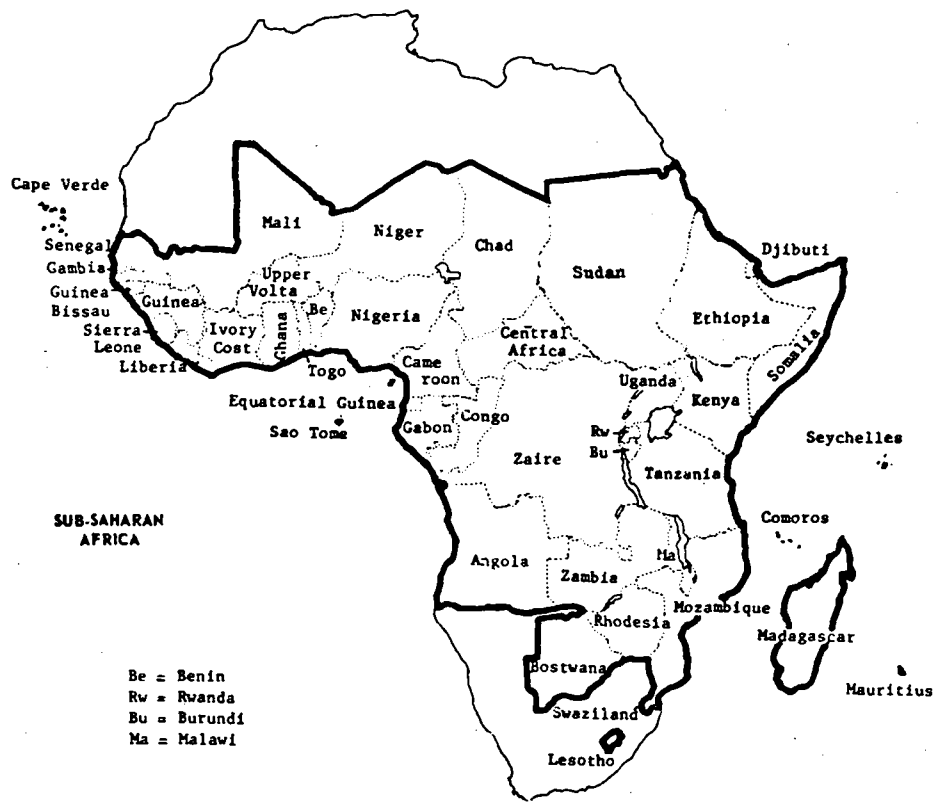 Cape Verde
Senegal
Gambia
Guinea
Bissau
Sierra
Leone
Liberia
Guinea
Mali
Niger
Chad
Sudan
Djibuti
Upper
Volta
Be
Ivory
Cost
Ghana
Togo
Nigeria
Central
Africa
Ethiopia
Somalia
Came
roon
Equatorial Guinea
Sao Tome
Gabon
Congo
Uganda
Kenya
Rw
Bu
Zaire
Tanzania
Seychelles
SUB-SAHARAN
AFRICA
Comoros
Angola
Zambia
Ma
Mozambique
Rhodesia
Madagascar
Bostwana
Mauritius
Swaziland
Lesotho
Be = Benin
Rw = Rwanda
Bu = Burundi
Ma = Malawi